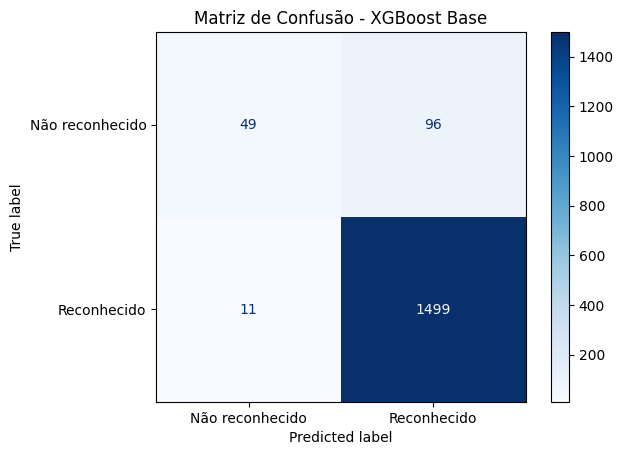 Matriz de Confusão - XGBoost Base
Não reconhecido
Reconhecido
True label
49
96
11
1499
Não reconhecido
Reconhecido
Predicted label
1400
1200
1000
800
600
400
200